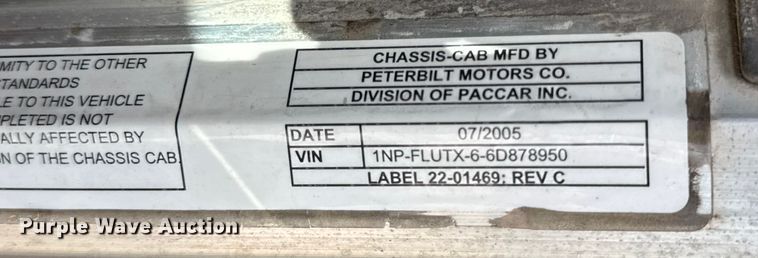 MITY TO THE OTHER
STANDARDS
LE TO THIS VEHICLE
MPLETED IS NOT
ALLY AFFECTED BY
N OF THE CHASSIS CAB.
CHASSIS-CAB MFD BY
PETERBILT MOTORS CO.
DIVISION OF PACCAR INC.
DATE 07/2005
VIN 1NP-FLUTX-6-6D878950
LABEL 22-01469: REV C
Purple Wave Auction